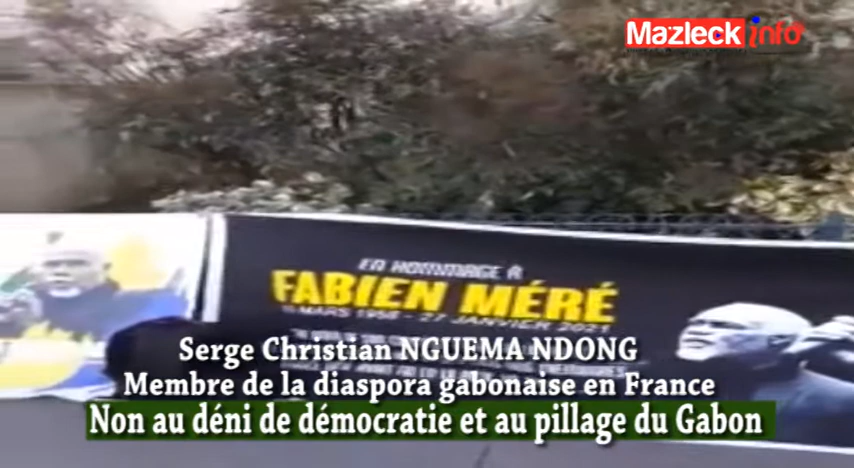 Mazleck info
EN HOMMAGE À
FABIEN MÉRÉ
MARS 1958 - 27 JANVIER 2021
Serge Christian NGUEMA NDONG
Membre de la diaspora gabonaise en France
Non au déni de démocratie et au pillage du Gabon